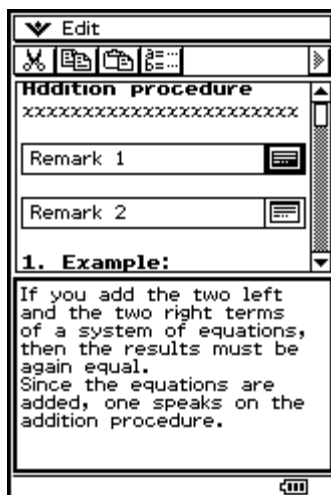 Edit
Addition procedure
xxxxxxxxxxxxxxxxxxxxxxxx
Remark 1
Remark 2
1. Example:
If you add the two left
and the two right terms
of a system of equations,
then the results must be
again equal.
Since the equations are
added, one speaks on the
addition procedure.